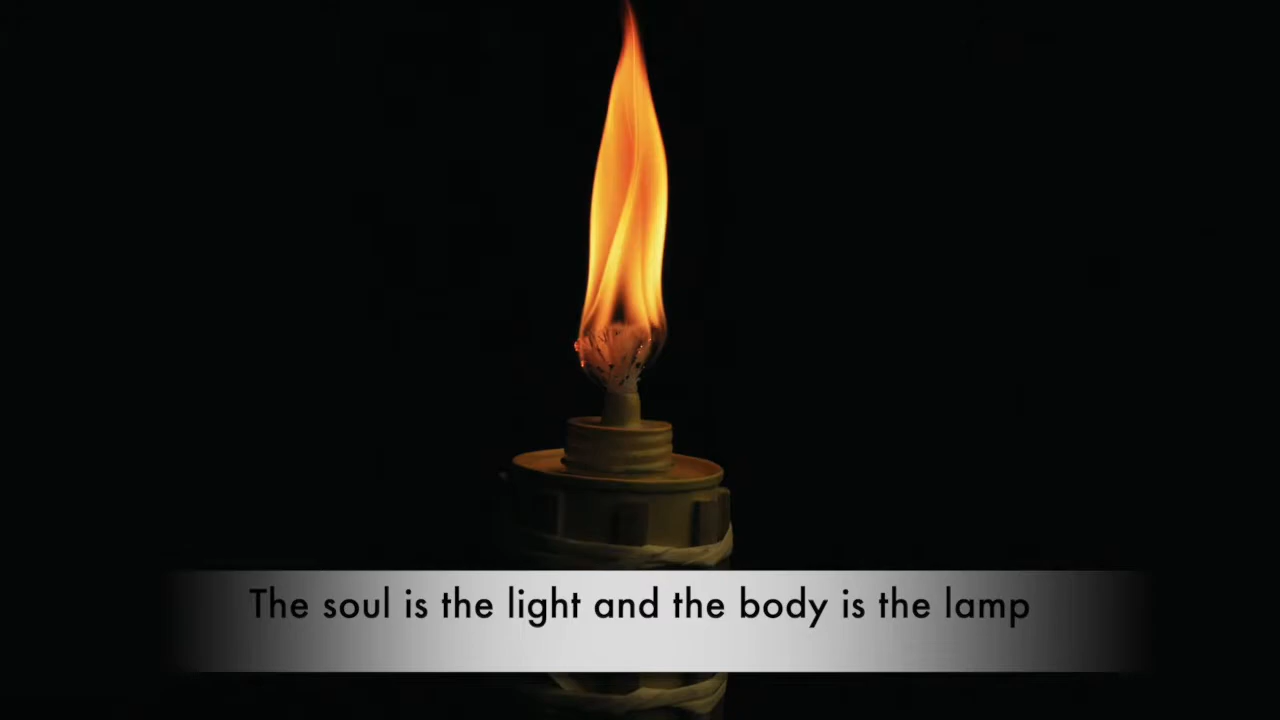 The soul is the light and the body is the lamp